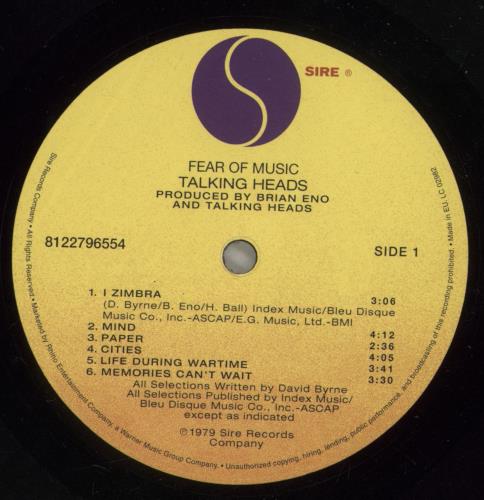 SIRE ®
FEAR OF MUSIC
TALKING HEADS
PRODUCED BY BRIAN ENO
AND TALKING HEADS
8122796554
SIDE 1
1. I ZIMBRA 3:06
(D. Byrne/B. Eno/H. Ball) Index Music/Bleu Disque
Music Co., Inc.-ASCAP/E.G. Music, Ltd.-BMI
2. MIND 4:12
3. PAPER 2:36
4. CITIES 4:05
5. LIFE DURING WARTIME 3:41
6. MEMORIES CAN'T WAIT 3:30
All Selections Written by David Byrne
All Selections Published by Index Music/
Bleu Disque Music Co., Inc.-ASCAP
except as indicated
℗1979 Sire Records
Company
Sire Records Company • All Rights Reserved • Marketed by Rhino Entertainment Company, a Warner Music Group Company. • Unauthorized copying, hiring, lending, public performance, and broadcasting of the recording prohibited. • Made in EU. LC 02982